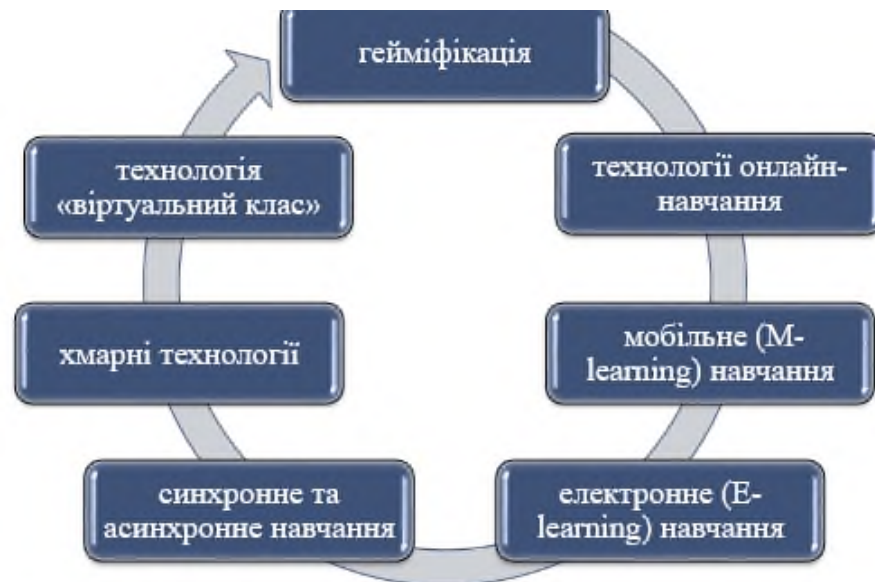 гейміфікація
технології онлайн-
навчання
мобільне (M-
learning) навчання
електронне (E-
learning) навчання
синхронне та
асинхронне навчання
хмарні технології
технологія
«віртуальний клас»